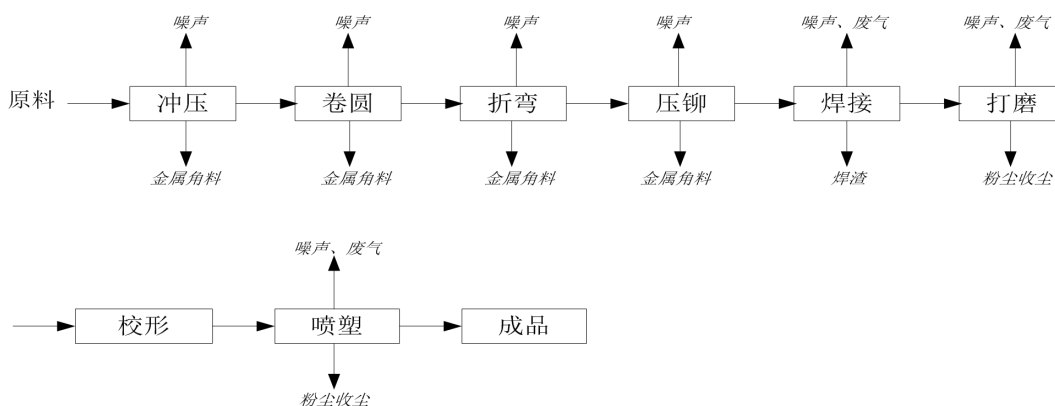 噪声 噪声 噪声 噪声 噪声、废气 噪声、废气
原料 冲压 卷圆 折弯 压铆 焊接 打磨
金属角料 金属角料 金属角料 金属角料 焊渣 粉尘收尘
噪声、废气
校形 喷塑 成品
粉尘收尘